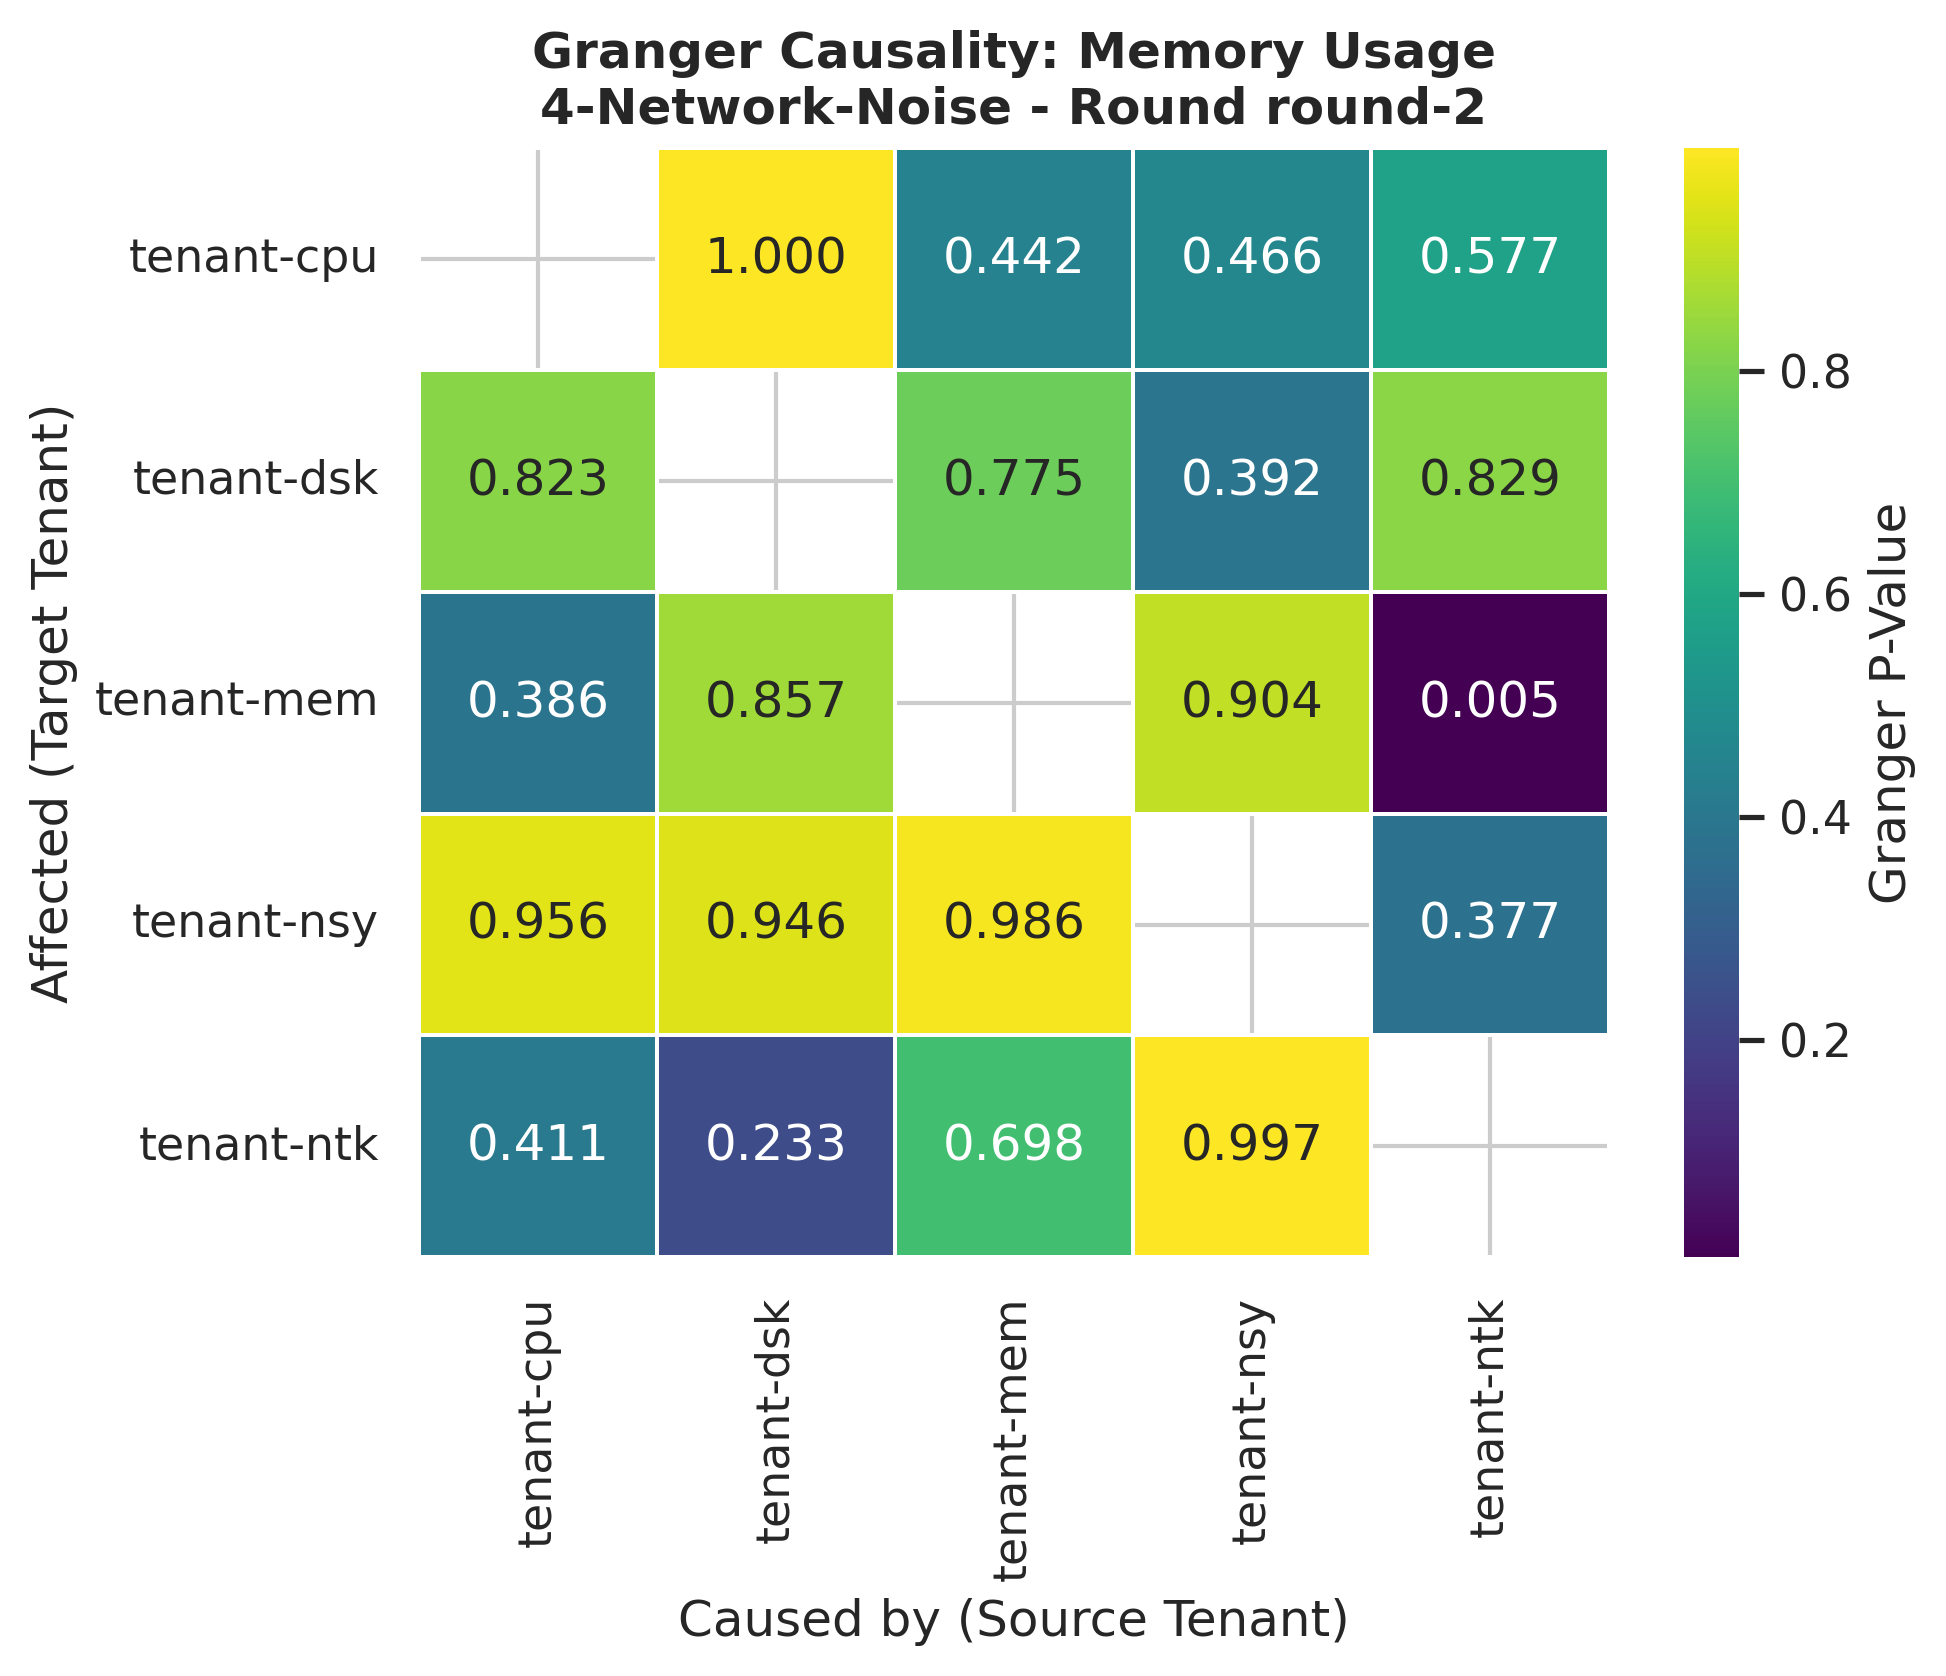 Granger Causality: Memory Usage
4-Network-Noise - Round round-2
Affected (Target Tenant)
tenant-cpu 1.000 0.442 0.466 0.577
tenant-dsk 0.823 0.775 0.392 0.829
tenant-mem 0.386 0.857 0.904 0.005
tenant-nsy 0.956 0.946 0.986 0.377
tenant-ntk 0.411 0.233 0.698 0.997
tenant-cpu
tenant-dsk
tenant-mem
tenant-nsy
tenant-ntk
Caused by (Source Tenant)
0.8
0.6
0.4
0.2
Granger P-Value